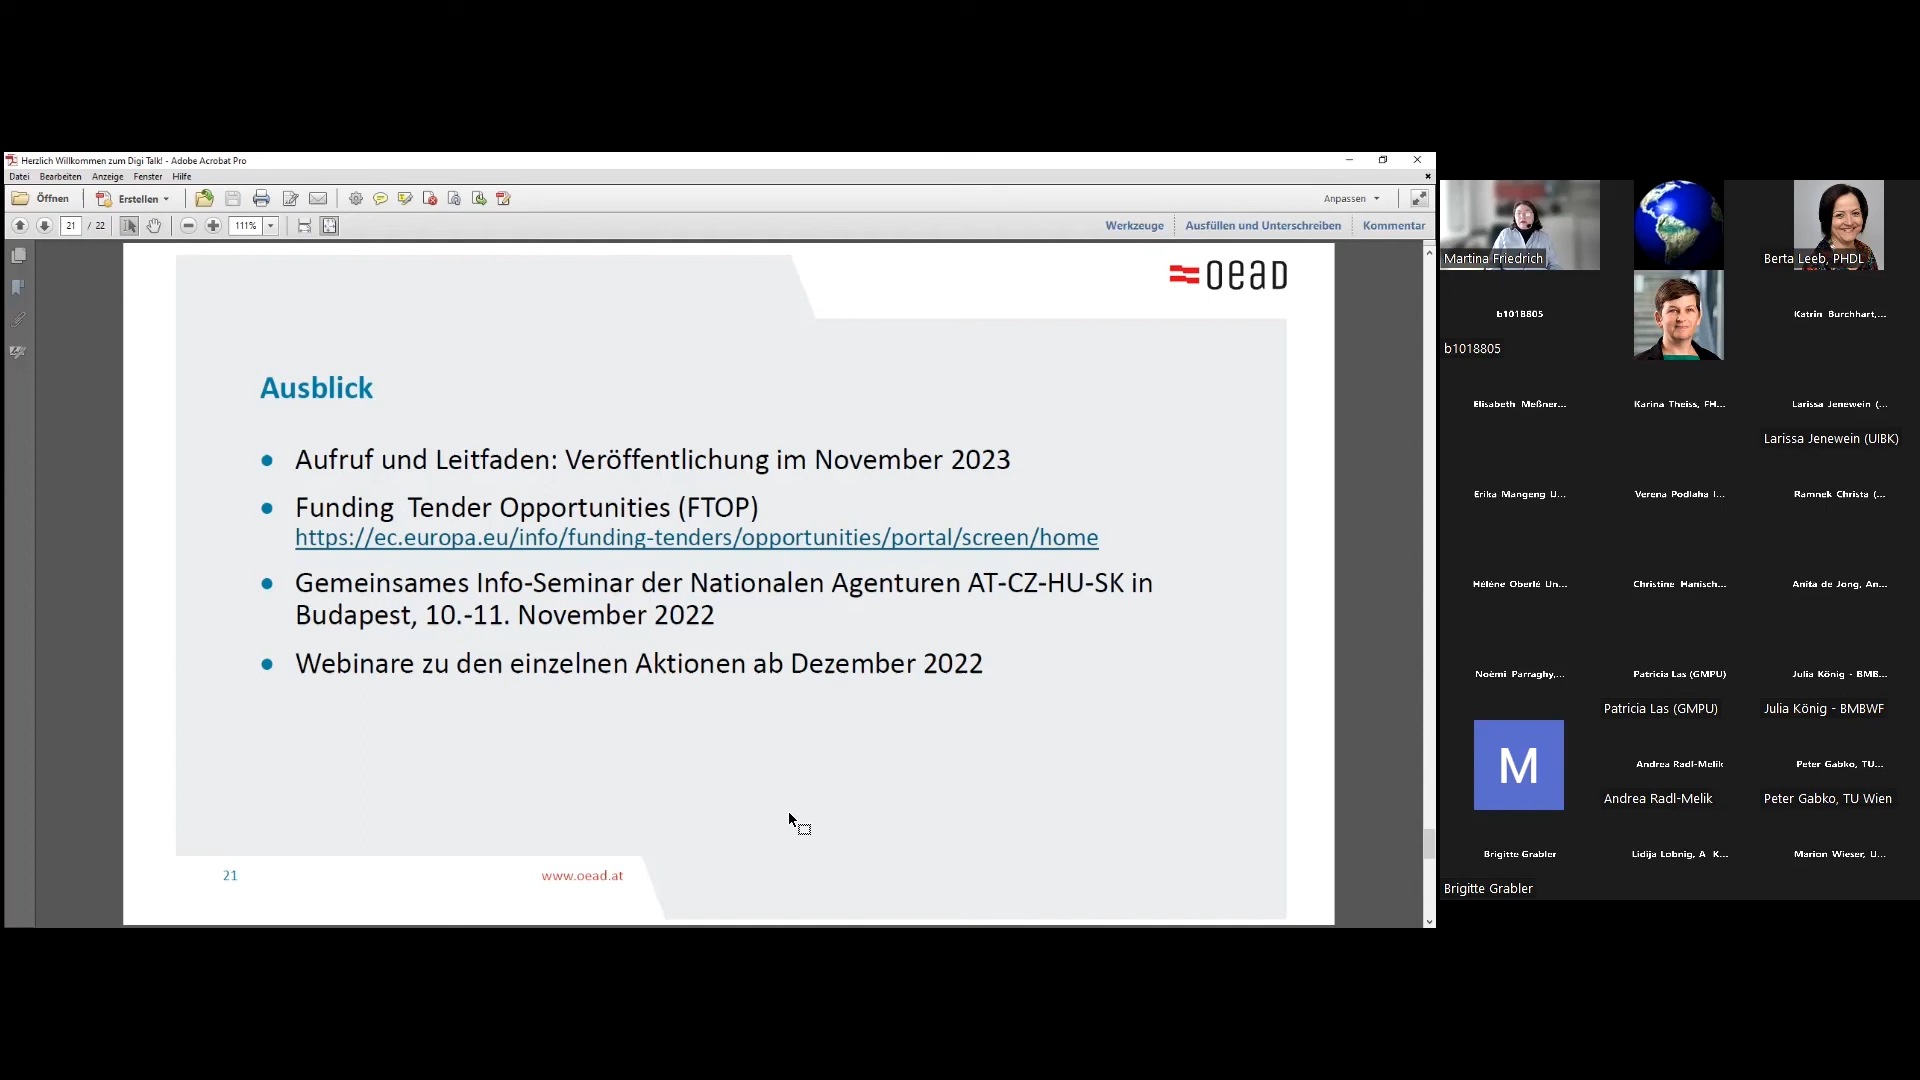 Herzlich Willkommen zum Digi Talk! - Adobe Acrobat Pro
Datei Bearbeiten Anzeige Fenster Hilfe
Öffnen Erstellen Anpassen
21 / 22 111% Werkzeuge Ausfüllen und Unterschreiben Kommentar
oead
Ausblick
• Aufruf und Leitfaden: Veröffentlichung im November 2023
• Funding Tender Opportunities (FTOP)
https://ec.europa.eu/info/funding-tenders/opportunities/portal/screen/home
• Gemeinsames Info-Seminar der Nationalen Agenturen AT-CZ-HU-SK in
Budapest, 10.-11. November 2022
• Webinare zu den einzelnen Aktionen ab Dezember 2022
21 www.oead.at
Martina Friedrich
Berta Leeb, PHDL
b1018805
Katrin Burchhart,...
b1018805
Elisabeth Meßner...
Karina Theiss, FH...
Larissa Jenewein (...
Larissa Jenewein (UIBK)
Erika Mangeng U...
Verena Podlaha I...
Ramnek Christa (...
Hélène Oberlé Un...
Christine Hanisch...
Anita de Jong, An...
Noémi Parraghy,...
Patricia Las (GMPU)
Julia König - BMB...
Patricia Las (GMPU)
Julia König - BMBWF
M
Andrea Radl-Melik
Peter Gabko, TU...
Andrea Radl-Melik
Peter Gabko, TU Wien
Brigitte Grabler
Lidija Lobnig, A K...
Marion Wieser, U...
Brigitte Grabler